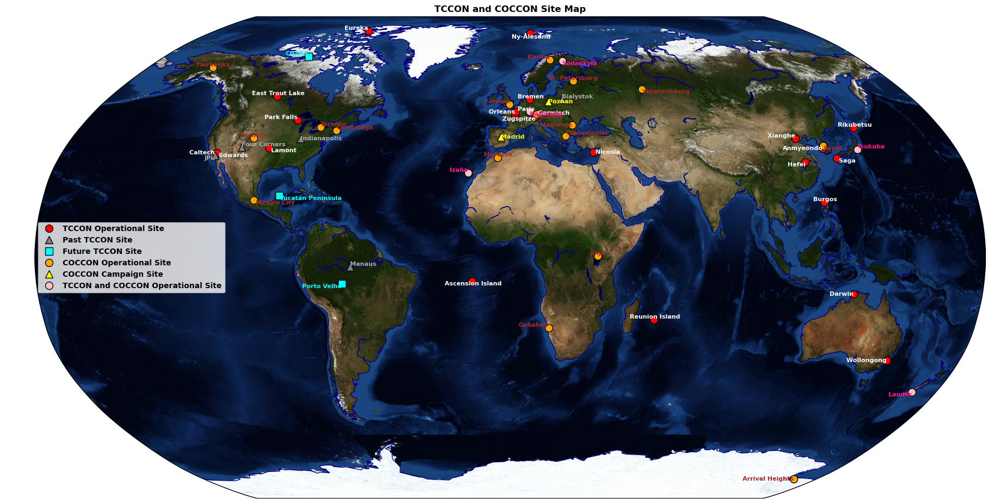 TCCON and COCCON Site Map
Eureka
Ny-Ålesund
Kiruna
Sodankylä
Fairbanks
St. Petersburg
East Trout Lake
Yekaterinburg
Bremen
Bialystok
London
Poznan
Paris
Orleans
Garmisch
Zugspitze
Park Falls
Toronto
Cambridge
Magurele
Thessaloniki
Rikubetsu
Boulder
Indianapolis
Madrid
Xianghe
Four Corners
Anmyeondo
Seoul
Tsukuba
Caltech
Edwards
Lamont
JPL
Nicosia
Morocco
Saga
Hefei
Izaña
Yucatán Peninsula
Mexico City
Burgos
TCCON Operational Site
Past TCCON Site
Future TCCON Site
COCCON Operational Site
COCCON Campaign Site
TCCON and COCCON Operational Site
Jinja
Manaus
Porto Velho
Ascension Island
Darwin
Reunion Island
Gobabeb
Wollongong
Lauder
Arrival Heights